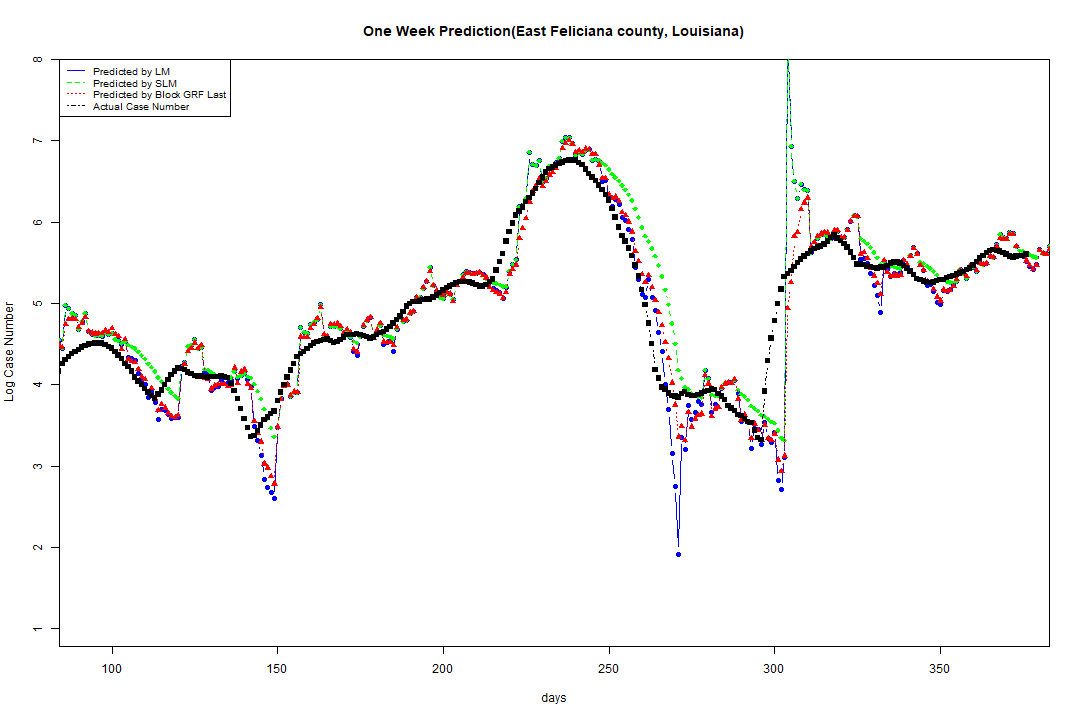 One Week Prediction(East Feliciana county, Louisiana)
Predicted by LM
Predicted by SLM
Predicted by Block GRF Last
Actual Case Number
Log Case Number
8
7
6
5
4
3
2
1
100 150 200 250 300 350
days